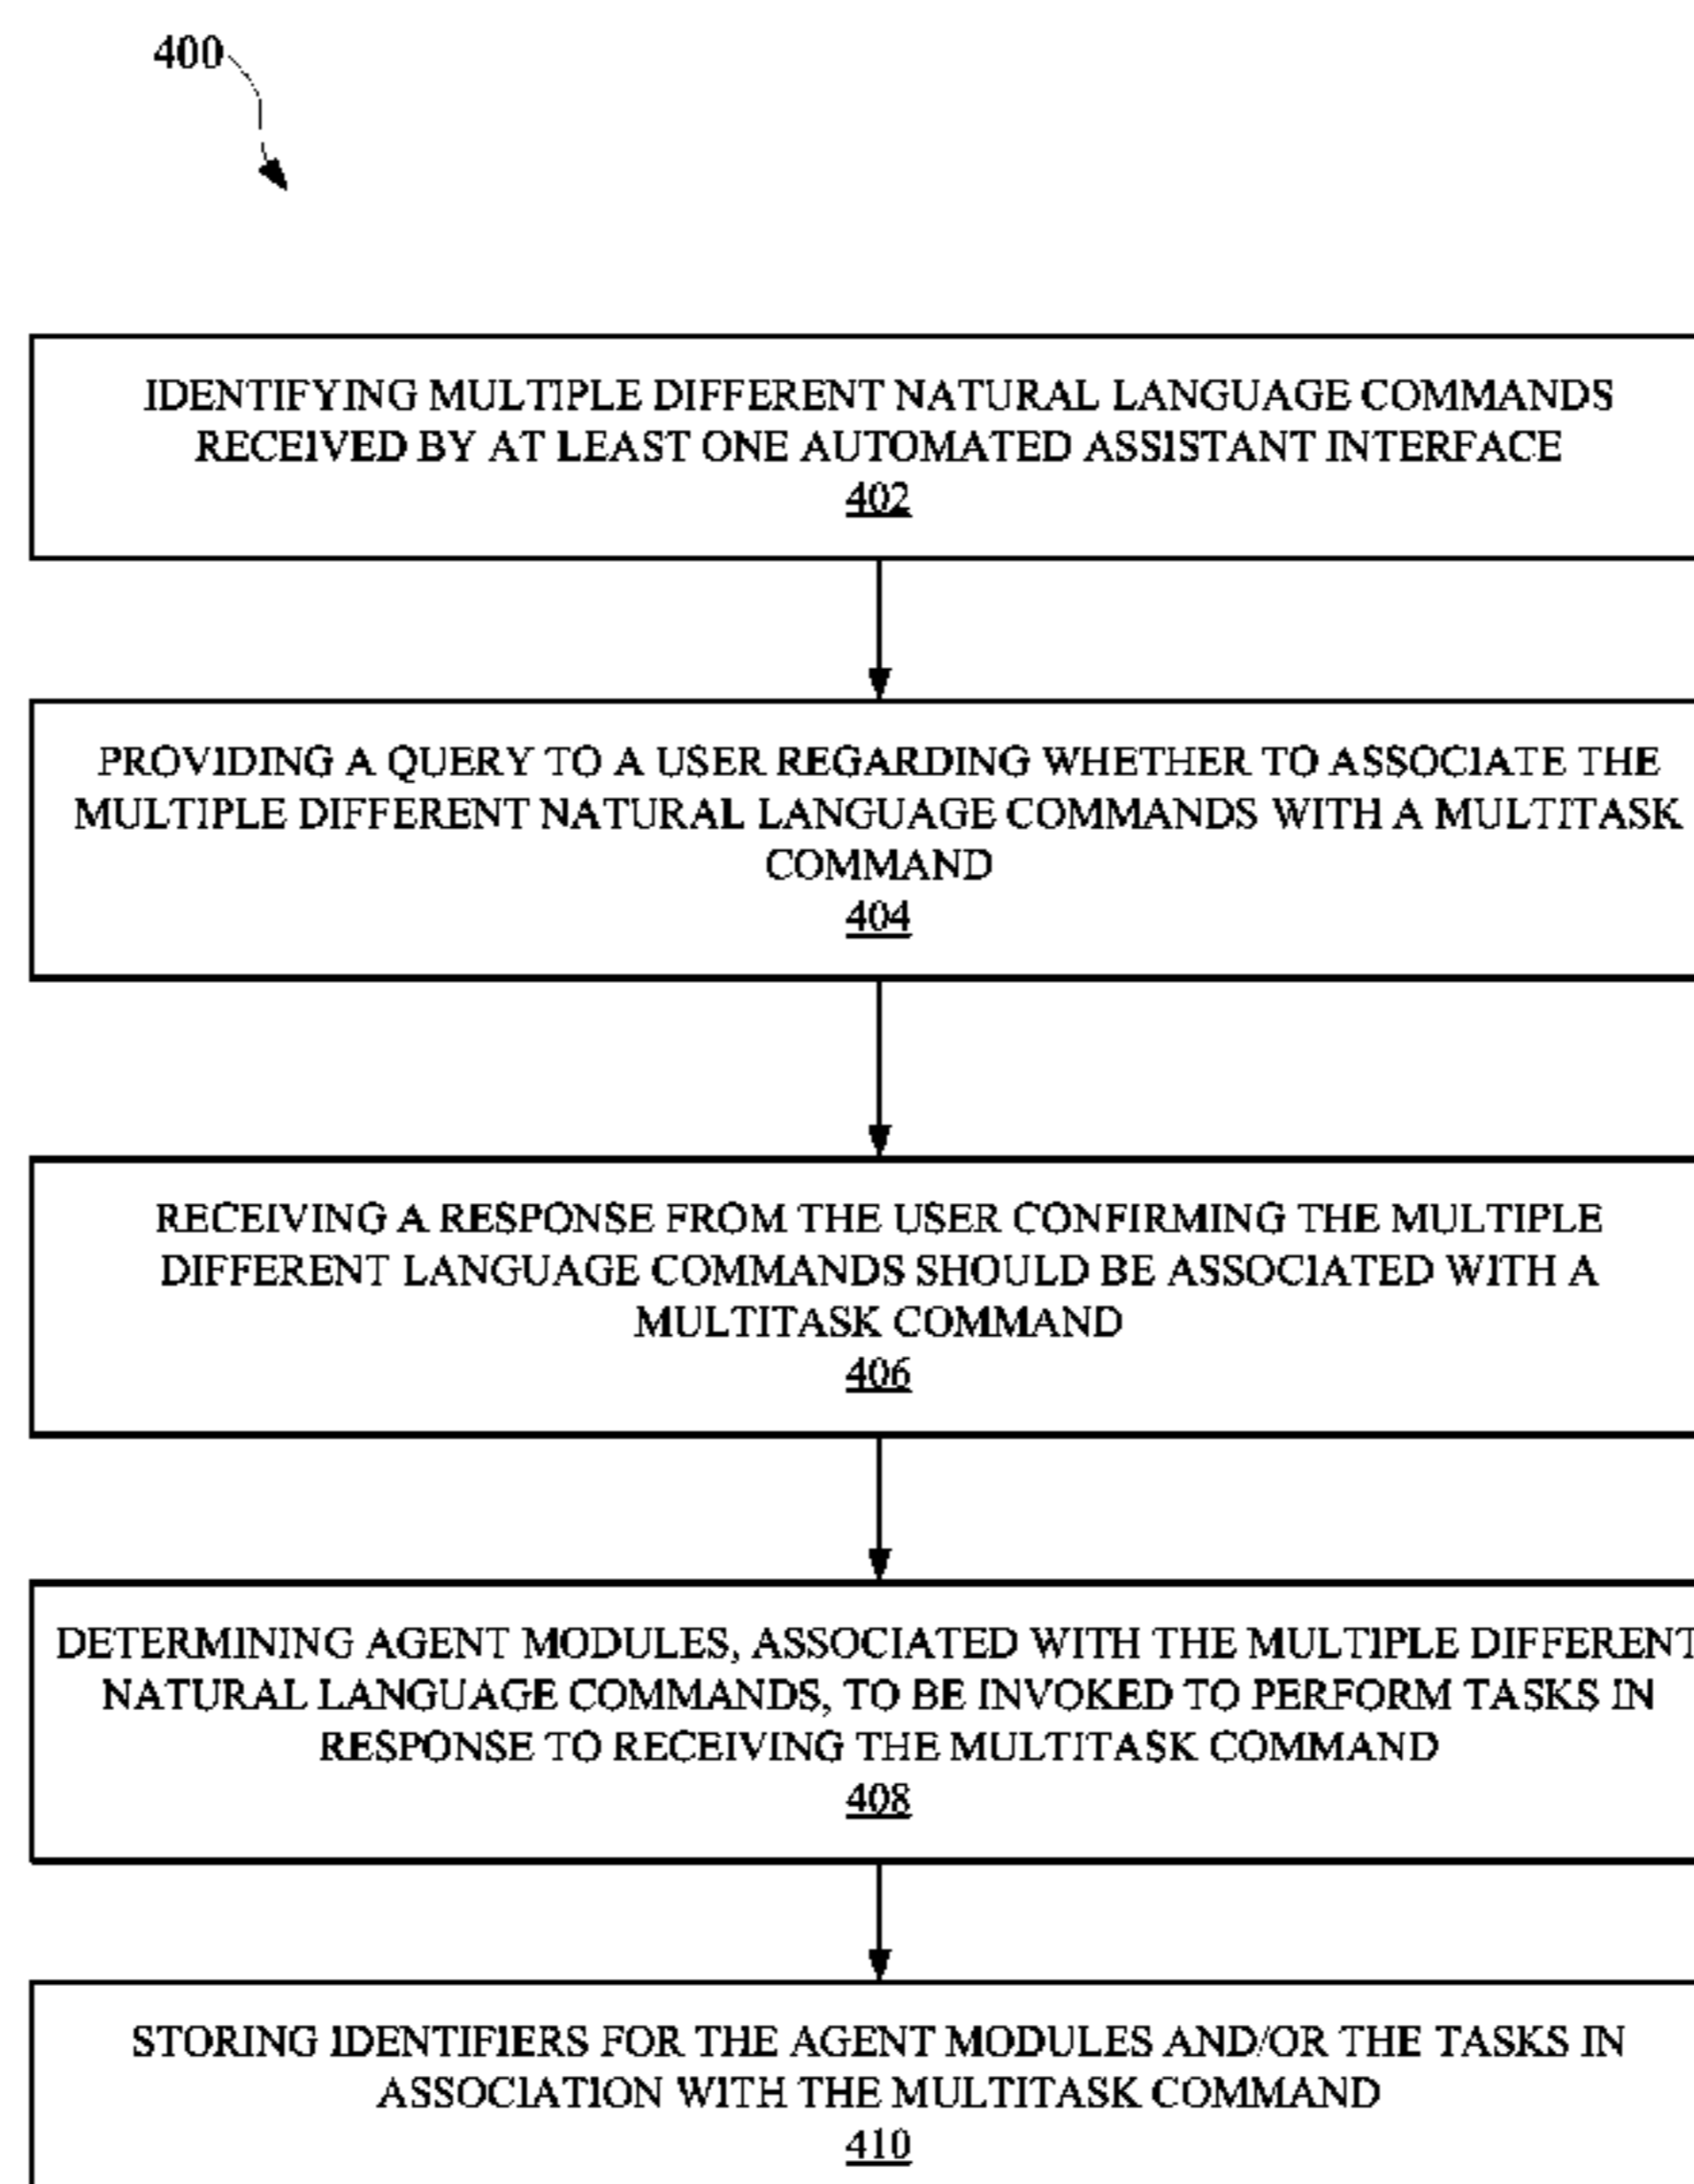 400
IDENTIFYING MULTIPLE DIFFERENT NATURAL LANGUAGE COMMANDS
RECEIVED BY AT LEAST ONE AUTOMATED ASSISTANT INTERFACE
402
PROVIDING A QUERY TO A USER REGARDING WHETHER TO ASSOCIATE THE
MULTIPLE DIFFERENT NATURAL LANGUAGE COMMANDS WITH A MULTITASK
COMMAND
404
RECEIVING A RESPONSE FROM THE USER CONFIRMING THE MULTIPLE
DIFFERENT LANGUAGE COMMANDS SHOULD BE ASSOCIATED WITH A
MULTITASK COMMAND
406
DETERMINING AGENT MODULES, ASSOCIATED WITH THE MULTIPLE DIFFERENT
NATURAL LANGUAGE COMMANDS, TO BE INVOKED TO PERFORM TASKS IN
RESPONSE TO RECEIVING THE MULTITASK COMMAND
408
STORING IDENTIFIERS FOR THE AGENT MODULES AND/OR THE TASKS IN
ASSOCIATION WITH THE MULTITASK COMMAND
410